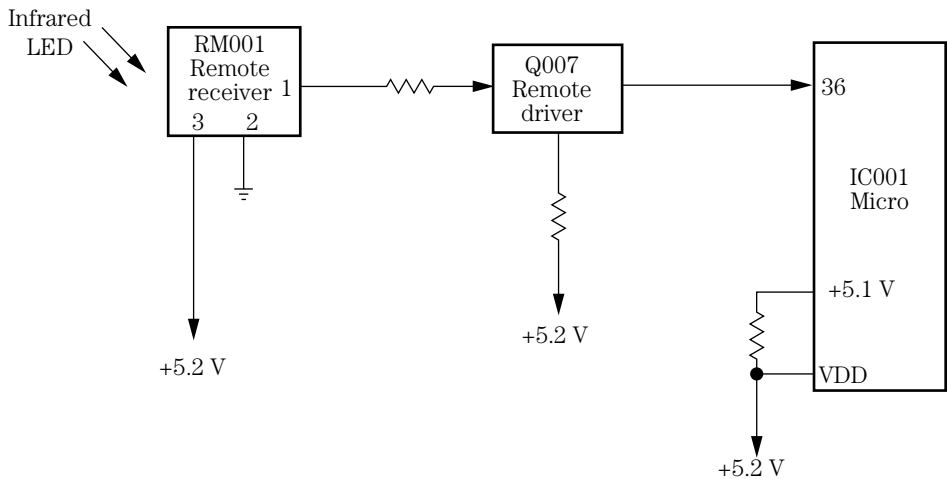 Infrared
LED
RM001
Remote
receiver 1
3 2
+5.2 V
Q007
Remote
driver
+5.2 V
36
IC001
Micro
+5.1 V
VDD
+5.2 V